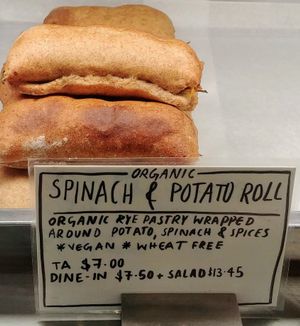 ORGANIC
SPINACH & POTATO ROLL
ORGANIC RYE PASTRY WRAPPED
AROUND POTATO, SPINACH & SPICES
* VEGAN * WHEAT FREE
TA $7.00
DINE-IN $7.50 + SALAD $13.45